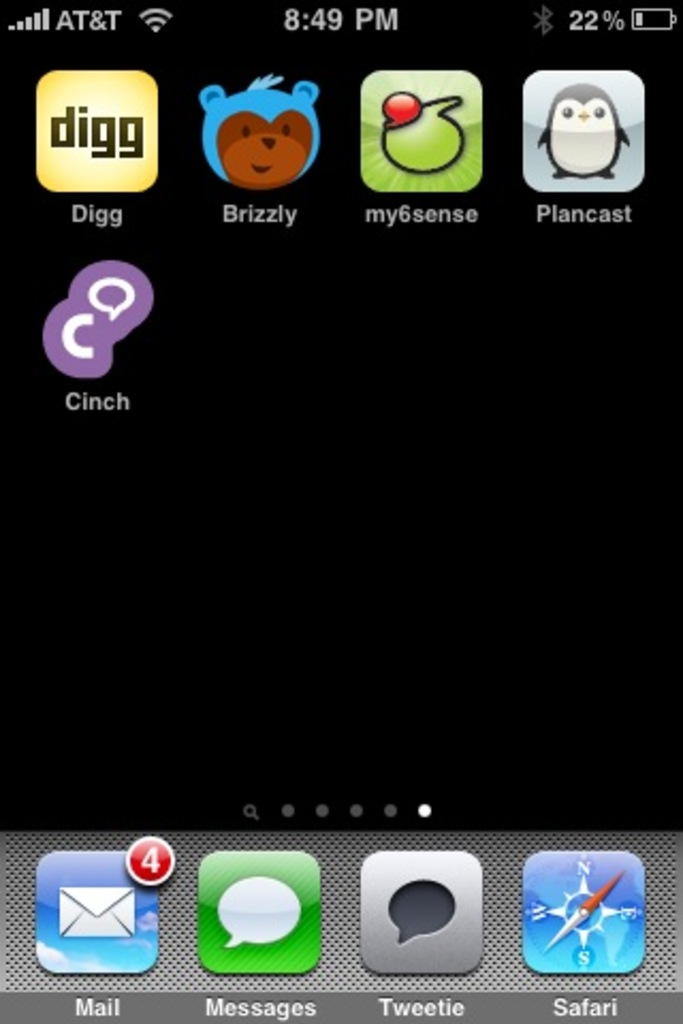 AT&T 8:49 PM 22%
digg
Digg Brizzly my6sense Plancast
C
Cinch
4
N
W E
S
Mail Messages Tweetie Safari